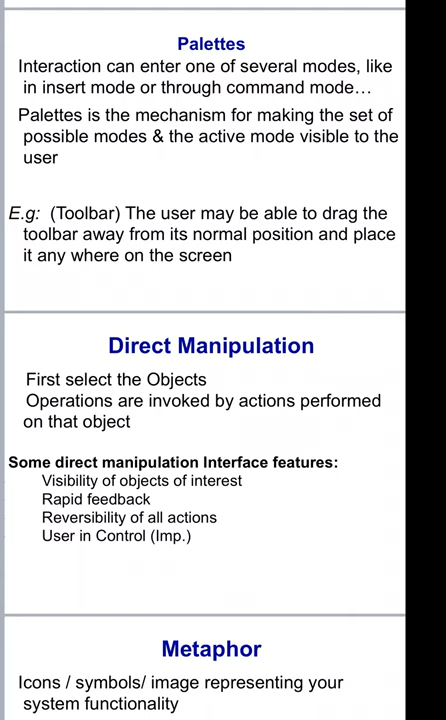 Palettes
Interaction can enter one of several modes, like
in insert mode or through command mode…
Palettes is the mechanism for making the set of
possible modes & the active mode visible to the
user
E.g: (Toolbar) The user may be able to drag the
toolbar away from its normal position and place
it any where on the screen
Direct Manipulation
First select the Objects
Operations are invoked by actions performed
on that object
Some direct manipulation Interface features:
Visibility of objects of interest
Rapid feedback
Reversibility of all actions
User in Control (Imp.)
Metaphor
Icons / symbols/ image representing your
system functionality